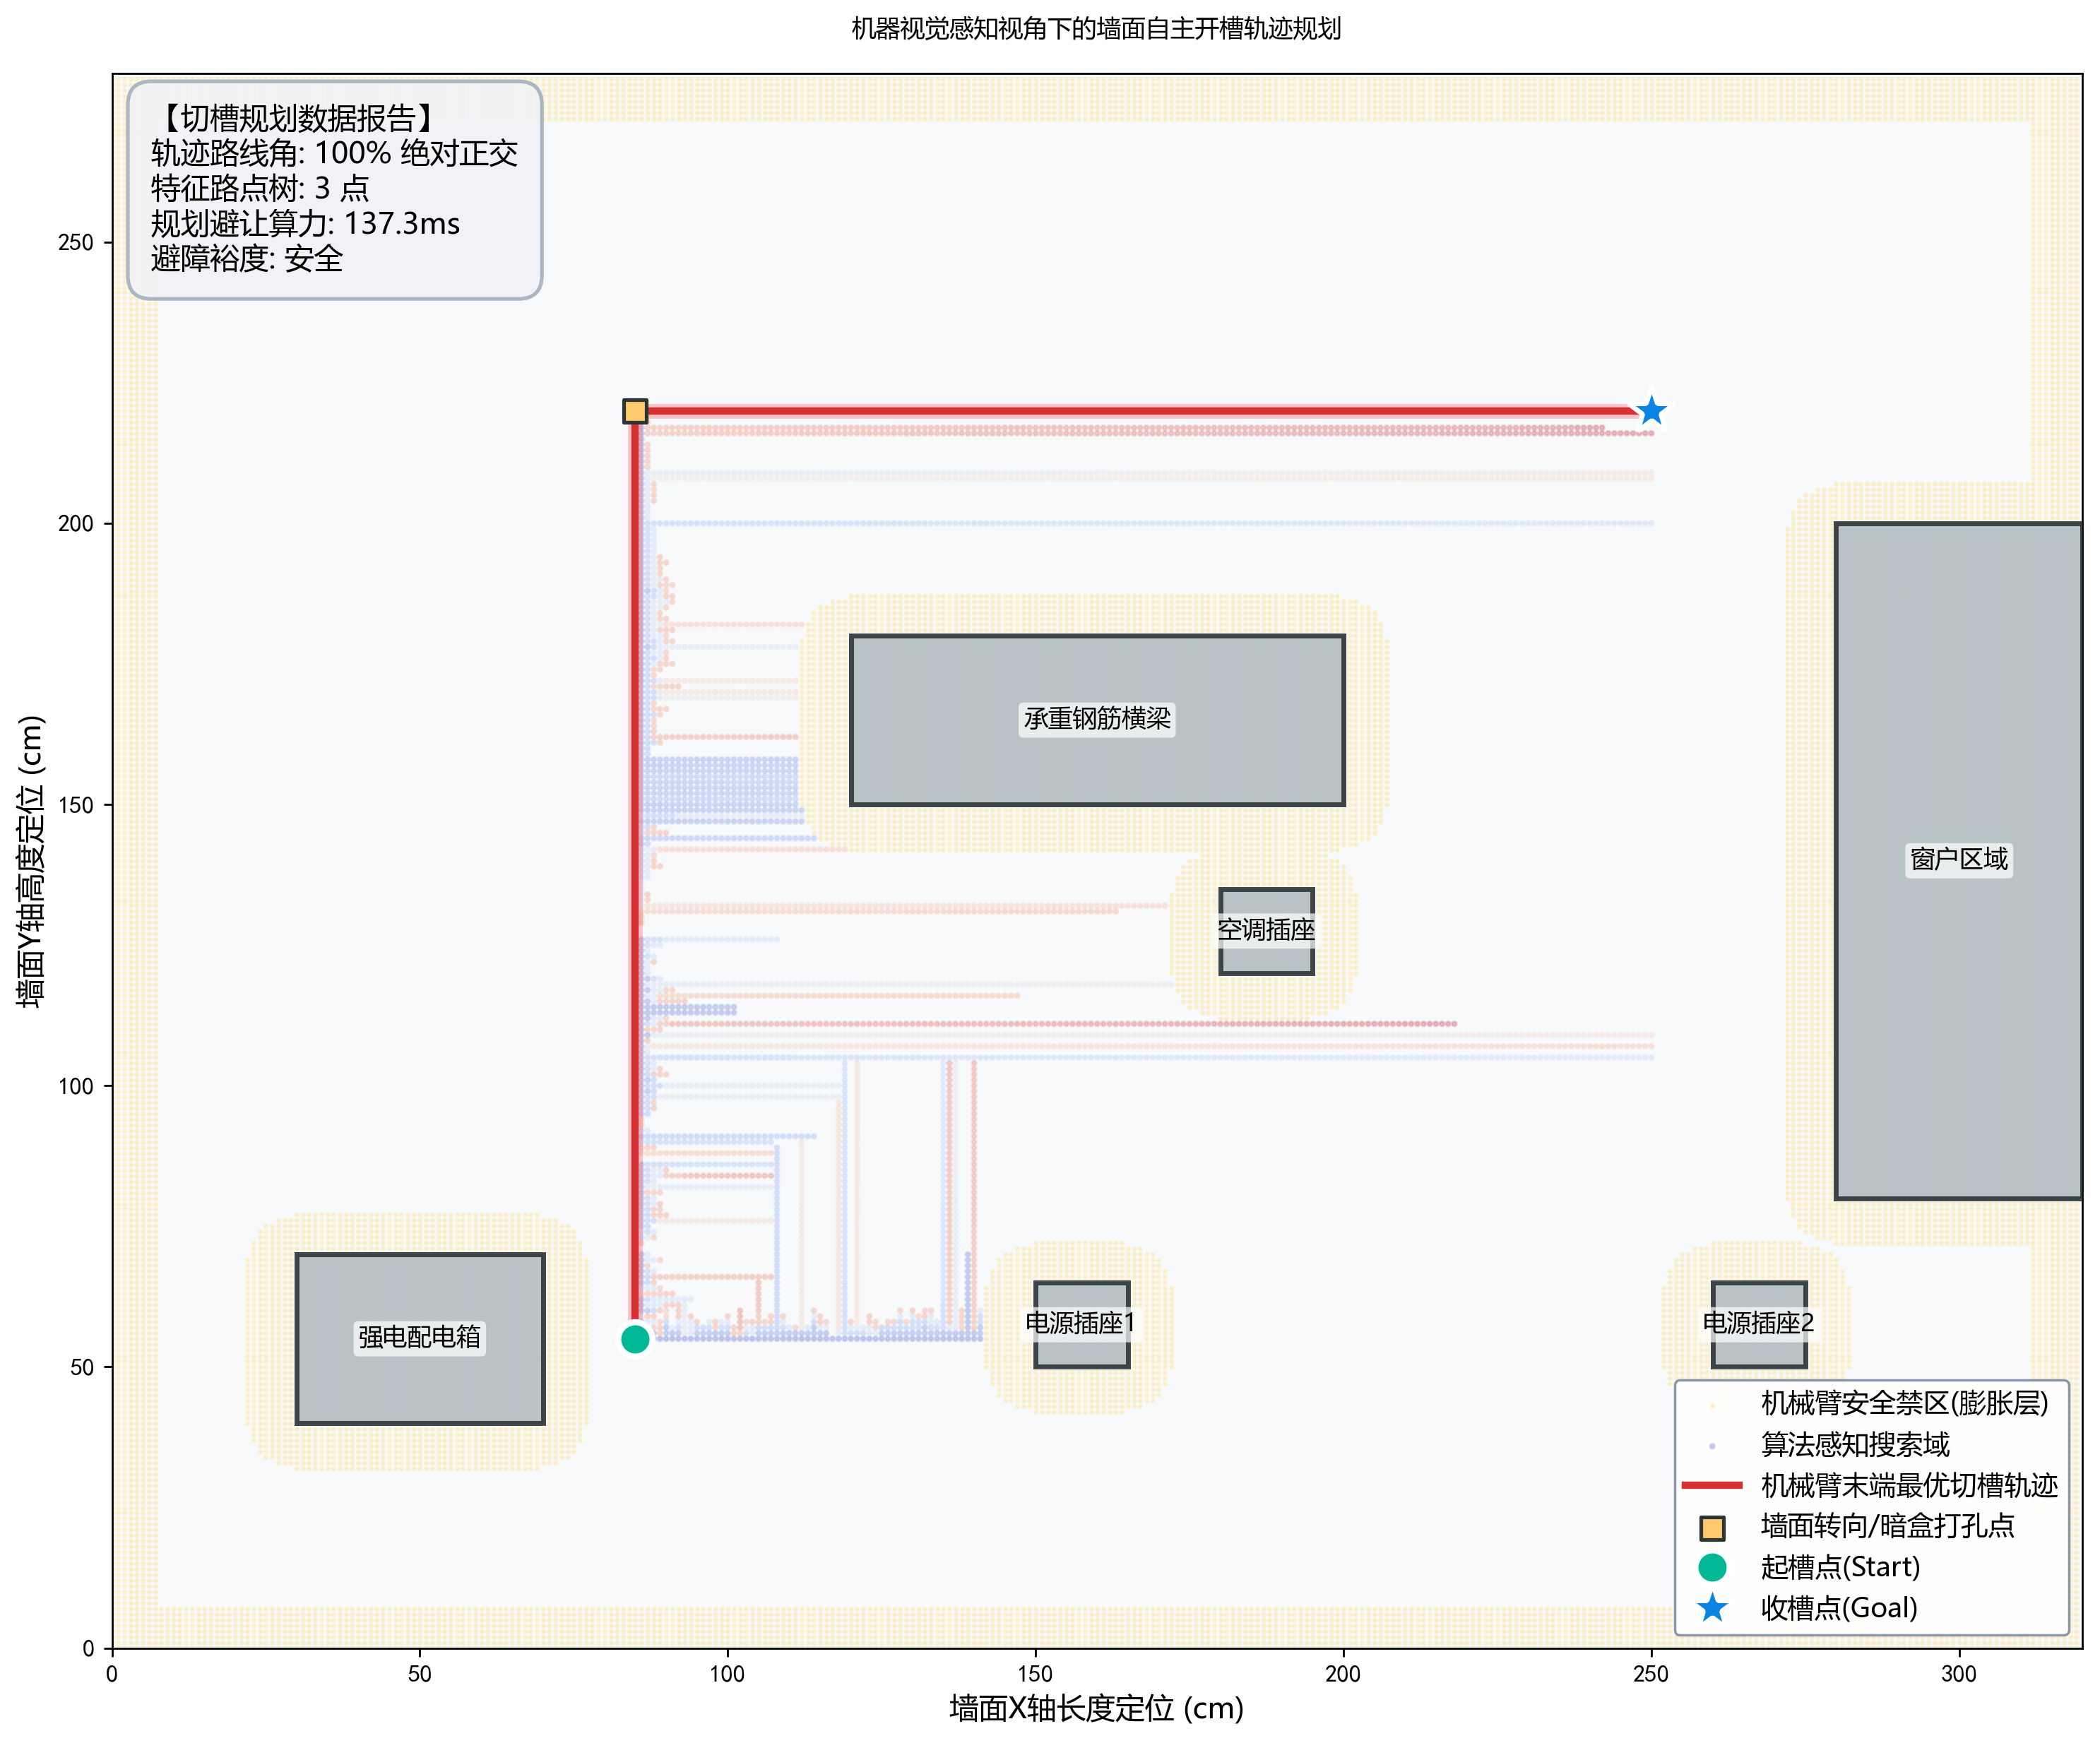 机器视觉感知视角下的墙面自主开槽轨迹规划
【切槽规划数据报告】
轨迹路线角: 100% 绝对正交
特征路点树: 3 点
规划避让算力: 137.3ms
避障裕度: 安全
250
200
150
100
50
0
墙面Y轴高度定位 (cm)
承重钢筋横梁
窗户区域
空调插座
强电配电箱
电源插座1
电源插座2
机械臂安全禁区(膨胀层)
算法感知搜索域
机械臂末端最优切槽轨迹
墙面转向/暗盒打孔点
起槽点(Start)
收槽点(Goal)
0
50
100
150
200
250
300
墙面X轴长度定位 (cm)